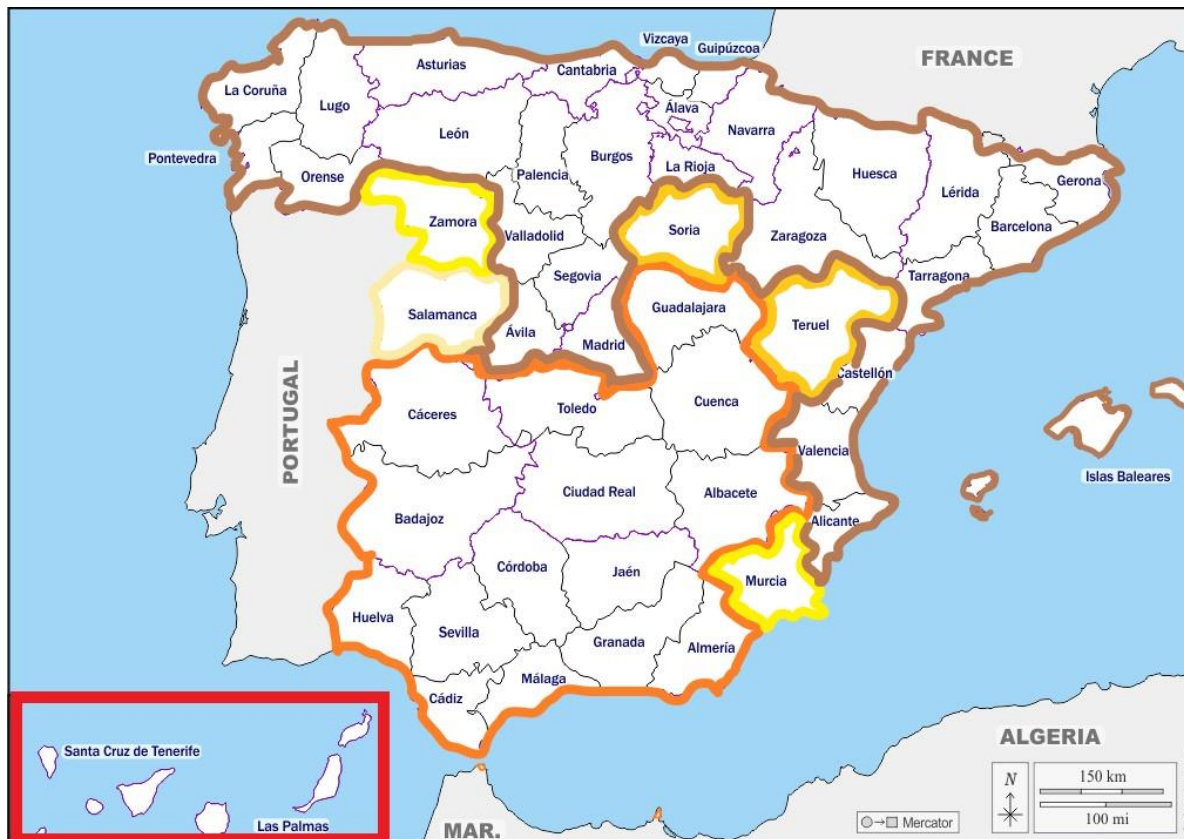 Vizcaya
Guipúzcoa
FRANCE
Asturias
Cantabria
La Coruña
Lugo
Álava
León
Navarra
Pontevedra
Burgos
La Rioja
Palencia
Orense
Huesca
Lérida
Gerona
Zamora
Valladolid
Soria
Zaragoza
Barcelona
Segovia
Tarragona
Salamanca
Guadalajara
Ávila
Madrid
Teruel
PORTUGAL
Castellón
Cáceres
Toledo
Cuenca
Valencia
Islas Baleares
Ciudad Real
Albacete
Badajoz
Alicante
Córdoba
Jaén
Murcia
Huelva
Sevilla
Granada
Almería
Málaga
Cádiz
Santa Cruz de Tenerife
Las Palmas
ALGERIA
MAR.
N
150 km
100 mi
Mercator